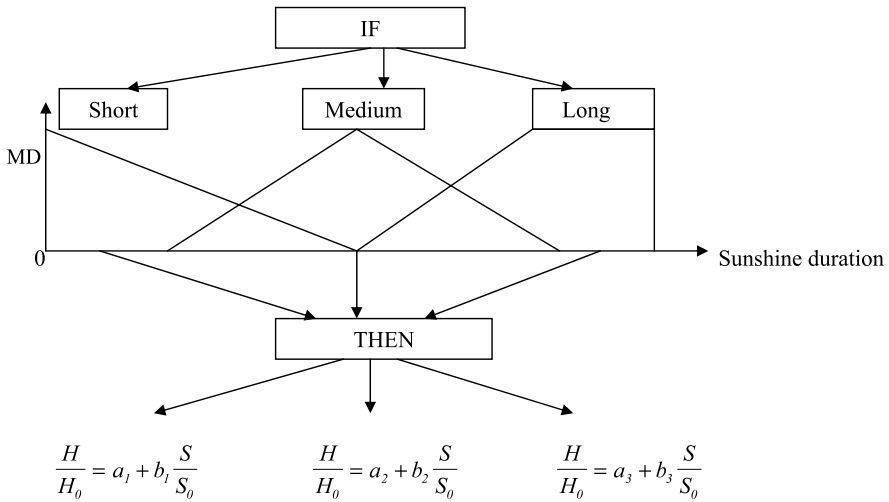 IF
Short Medium Long
MD
0
Sunshine duration
THEN
H/H₀ = a₁ + b₁ S/S₀
H/H₀ = a₂ + b₂ S/S₀
H/H₀ = a₃ + b₃ S/S₀